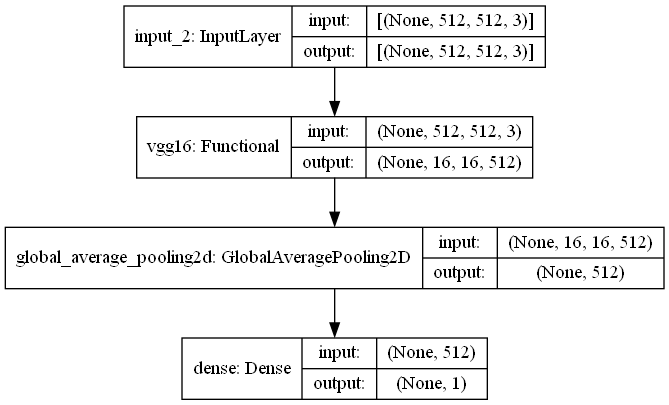 input_2: InputLayer
input: [(None, 512, 512, 3)]
output: [(None, 512, 512, 3)]
vgg16: Functional
input: (None, 512, 512, 3)
output: (None, 16, 16, 512)
global_average_pooling2d: GlobalAveragePooling2D
input: (None, 16, 16, 512)
output: (None, 512)
dense: Dense
input: (None, 512)
output: (None, 1)